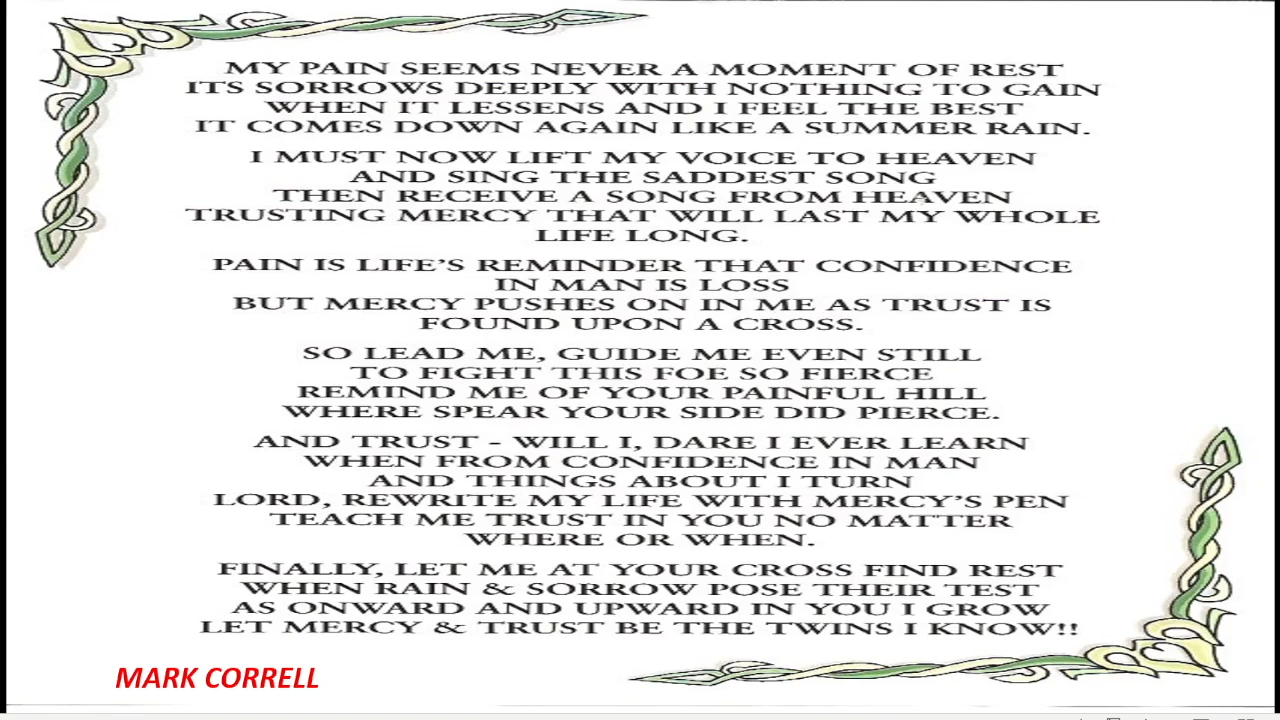 MY PAIN SEEMS NEVER A MOMENT OF REST
ITS SORROWS DEEPLY WITH NOTHING TO GAIN
WHEN IT LESSENS AND I FEEL THE BEST
IT COMES DOWN AGAIN LIKE A SUMMER RAIN.
I MUST NOW LIFT MY VOICE TO HEAVEN
AND SING THE SADDEST SONG
THEN RECEIVE A SONG FROM HEAVEN
TRUSTING MERCY THAT WILL LAST MY WHOLE
LIFE LONG.
PAIN IS LIFE'S REMINDER THAT CONFIDENCE
IN MAN IS LOSS
BUT MERCY PUSHES ON IN ME AS TRUST IS
FOUND UPON A CROSS.
SO LEAD ME, GUIDE ME EVEN STILL
TO FIGHT THIS FOE SO FIERCE
REMIND ME OF YOUR PAINFUL HILL
WHERE SPEAR YOUR SIDE DID PIERCE.
AND TRUST - WILL I, DARE I EVER LEARN
WHEN FROM CONFIDENCE IN MAN
AND THINGS ABOUT I TURN
LORD, REWRITE MY LIFE WITH MERCY'S PEN
TEACH ME TRUST IN YOU NO MATTER
WHERE OR WHEN.
FINALLY, LET ME AT YOUR CROSS FIND REST
WHEN RAIN & SORROW POSE THEIR TEST
AS ONWARD AND UPWARD IN YOU I GROW
LET MERCY & TRUST BE THE TWINS I KNOW!!
MARK CORRELL